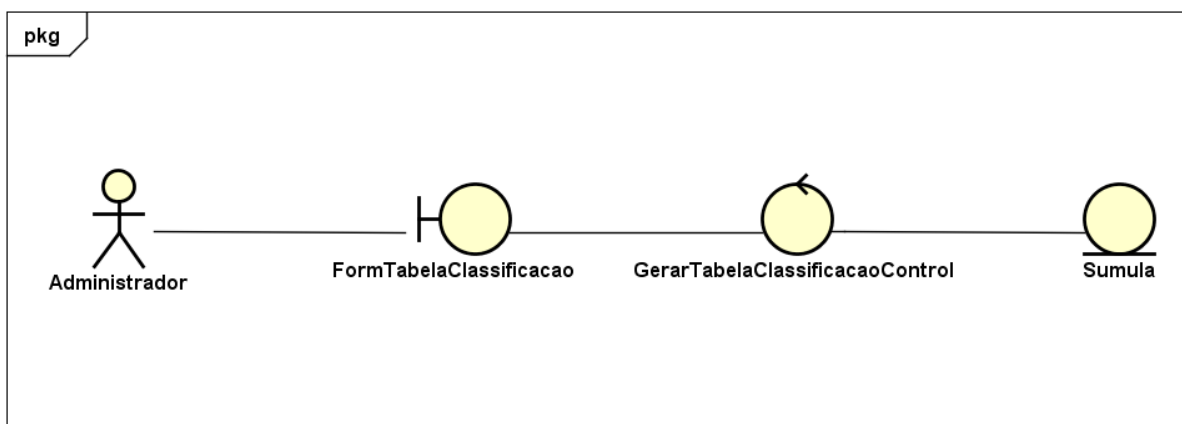 pkg
Administrador
FormTabelaClassificacao
GerarTabelaClassificacaoControl
Sumula